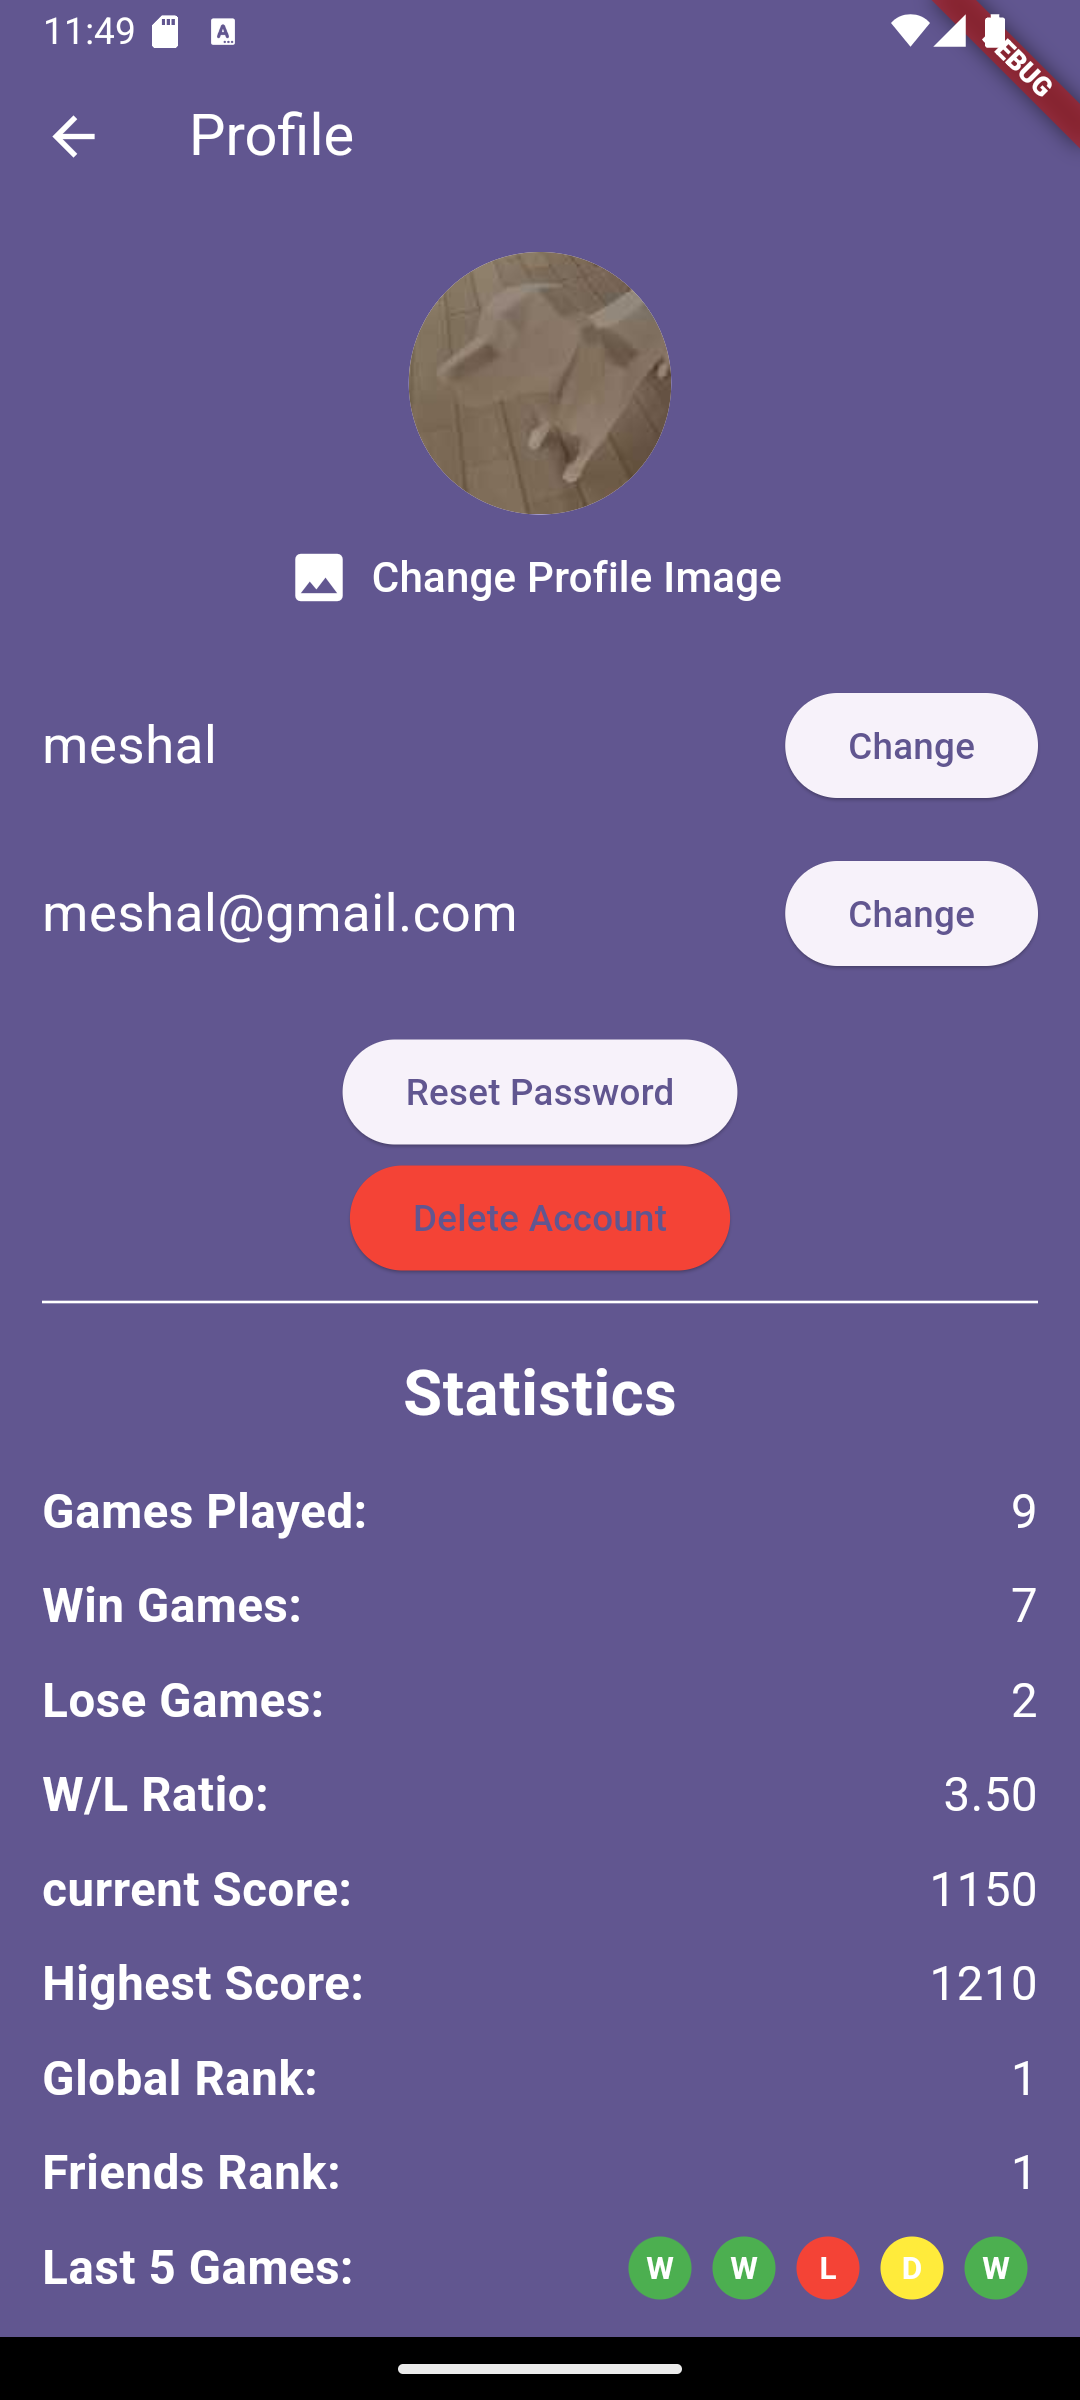 11:49
DEBUG
Profile
Change Profile Image
meshal
Change
meshal@gmail.com
Change
Reset Password
Delete Account
Statistics
Games Played: 9
Win Games: 7
Lose Games: 2
W/L Ratio: 3.50
current Score: 1150
Highest Score: 1210
Global Rank: 1
Friends Rank: 1
Last 5 Games: W W L D W